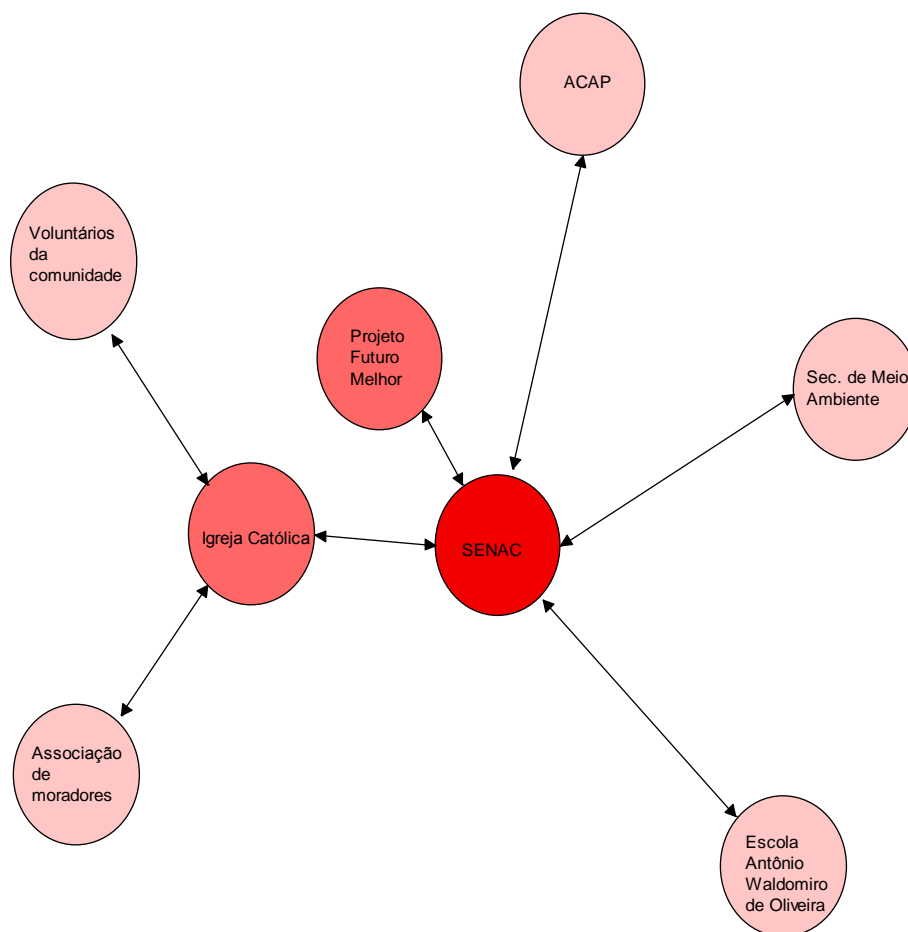 ACAP
Voluntários
da
comunidade
Projeto
Futuro
Melhor
Sec. de Meio
Ambiente
Igreja Católica
SENAC
Associação
de
moradores
Escola
Antônio
Waldomiro
de Oliveira